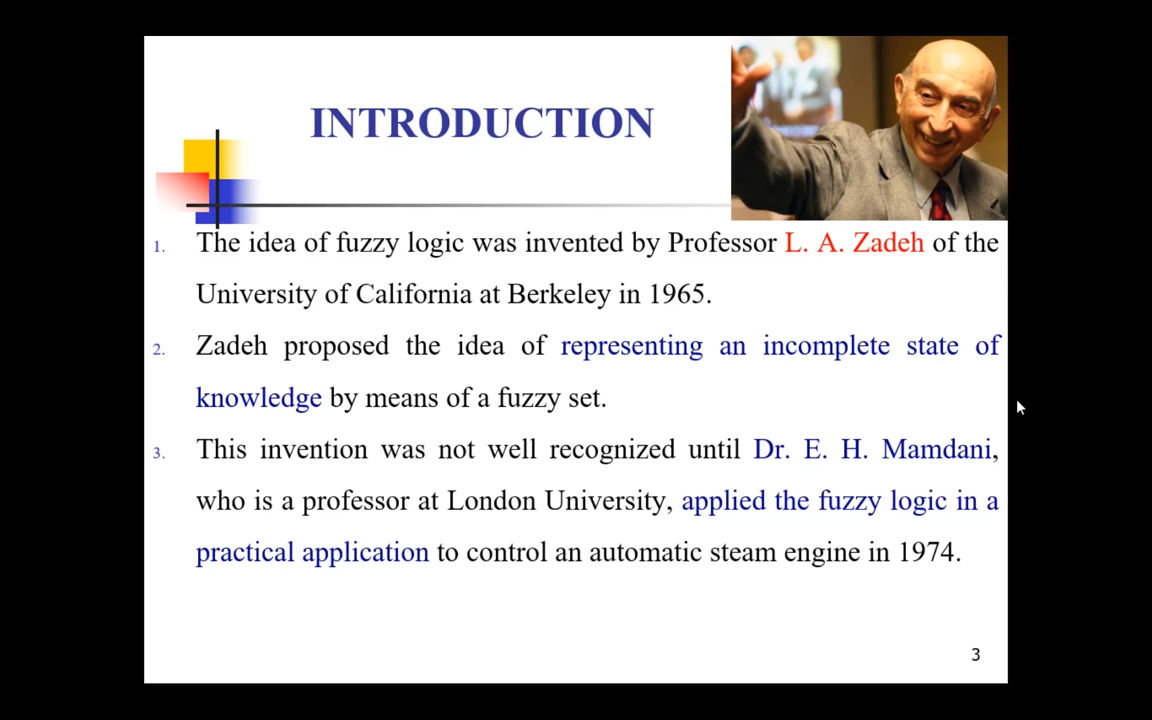 INTRODUCTION
1. The idea of fuzzy logic was invented by Professor L. A. Zadeh of the
University of California at Berkeley in 1965.
2. Zadeh proposed the idea of representing an incomplete state of
knowledge by means of a fuzzy set.
3. This invention was not well recognized until Dr. E. H. Mamdani,
who is a professor at London University, applied the fuzzy logic in a
practical application to control an automatic steam engine in 1974.
3